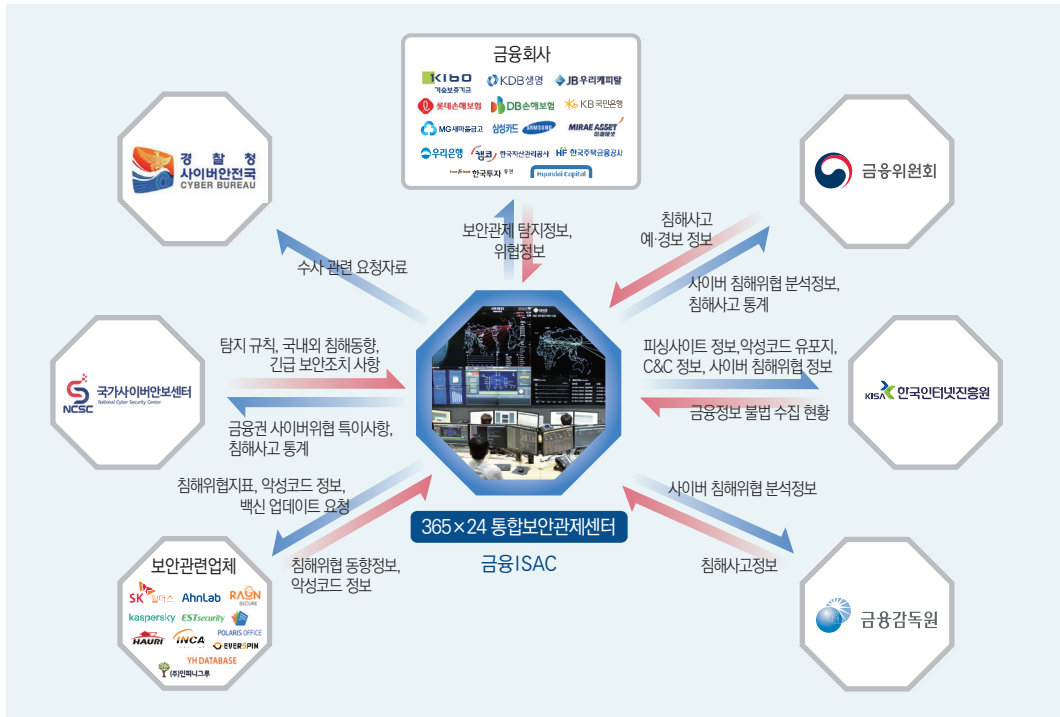 금융회사
KIBO
기술보증기금
KDB생명
JB우리캐피탈
롯데손해보험
DB손해보험
KB국민은행
MG새마을금고
삼성카드 SAMSUNG
MIRAE ASSET
미래에셋
우리은행
캠코 한국자산관리공사
HF 한국주택금융공사
한국투자증권
Hyundai Capital
경찰청
사이버안전국
CYBER BUREAU
금융위원회
보안관제 탐지정보,
위협정보
침해사고
예·경보 정보
수사 관련 요청자료
사이버 침해위협 분석정보,
침해사고 통계
탐지 규칙, 국내외 침해동향,
긴급 보안조치 사항
피싱사이트 정보,악성코드 유포지,
C&C 정보, 사이버 침해위협 정보
NCSC
국가사이버안보센터
National Cyber Security Center
KISA 한국인터넷진흥원
금융권 사이버위협 특이사항,
침해사고 통계
금융정보 불법 수집 현황
침해위협지표, 악성코드 정보,
백신 업데이트 요청
사이버 침해위협 분석정보
365×24 통합보안관제센터
금융ISAC
보안관련업체
SK 쉴더스
AhnLab
RAON
SECURE
kaspersky
ESTsecurity
POLARIS OFFICE
HAURI
INCA
EVERSPIN
YH DATABASE
(주)인피니그루
침해위협 동향정보,
악성코드 정보
침해사고정보
금융감독원